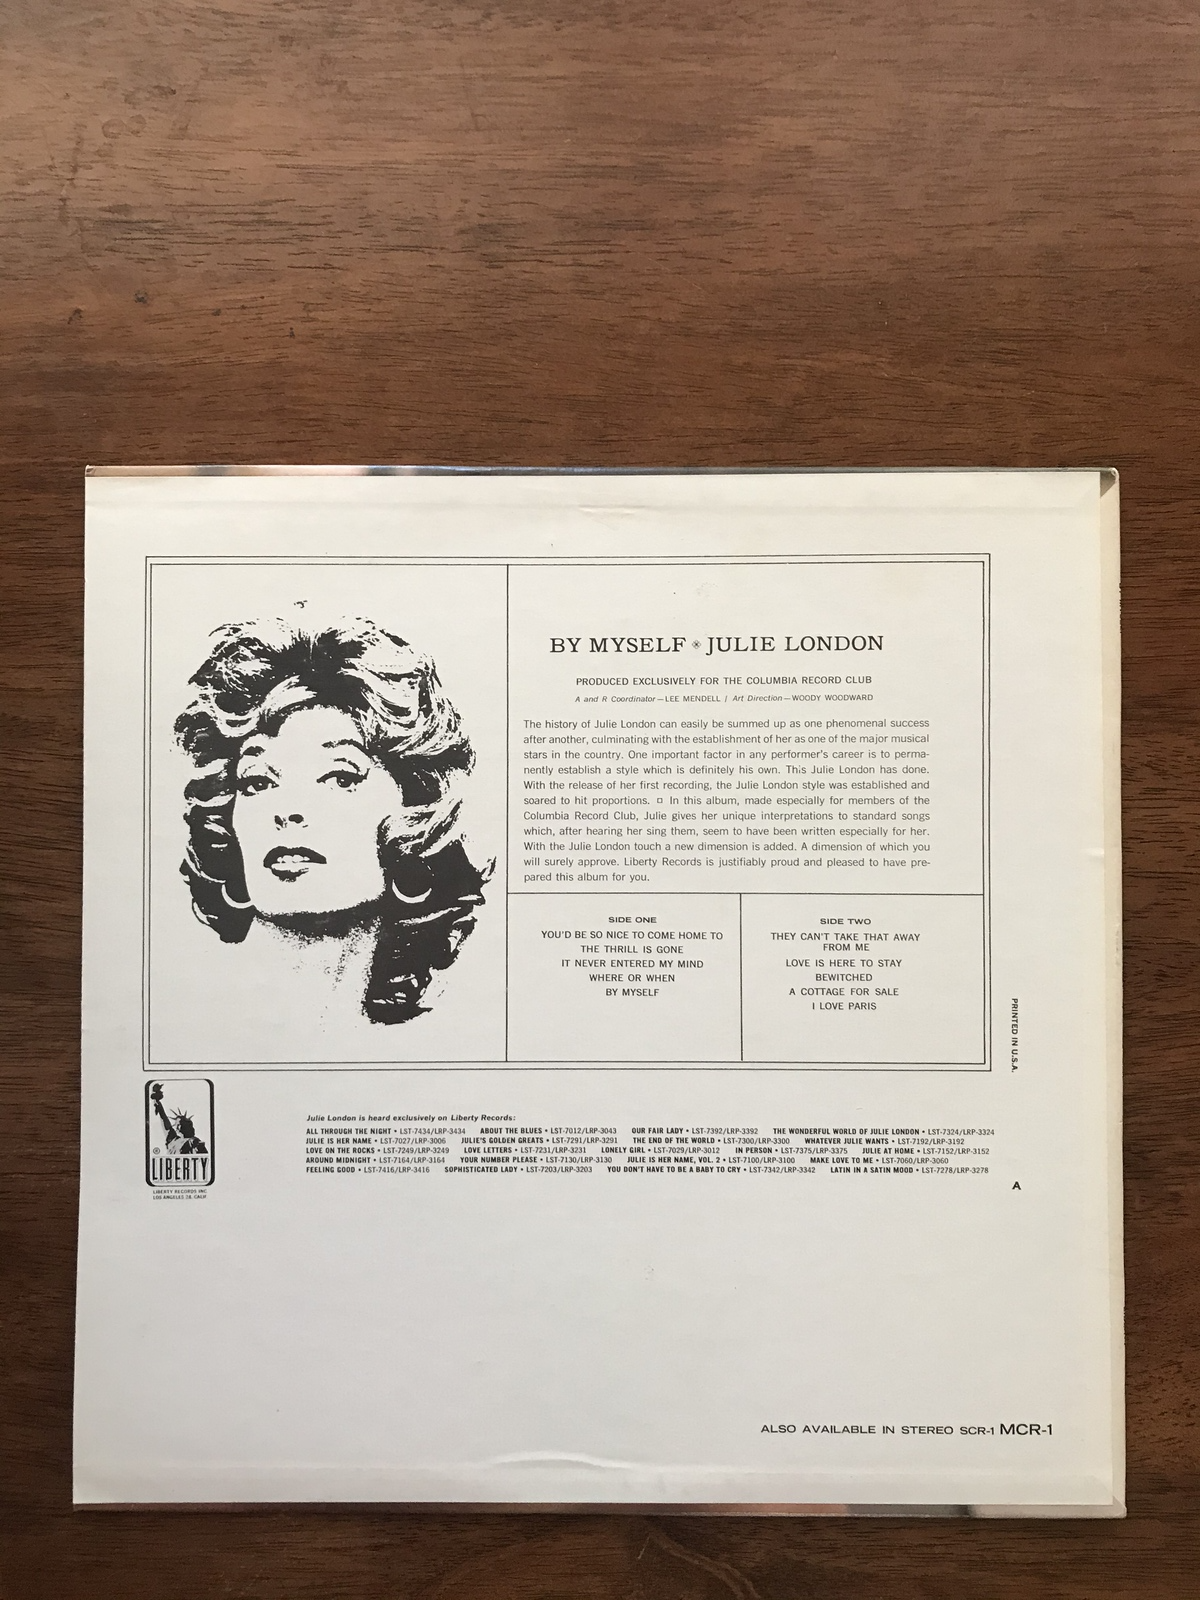 BY MYSELF JULIE LONDON
PRODUCED EXCLUSIVELY FOR THE COLUMBIA RECORD CLUB
A and R Coordinator—LEE MENDELL / Art Direction—WOODY WOODWARD
The history of Julie London can easily be summed up as one phenomenal success
after another, culminating with the establishment of her as one of the major musical
stars in the country. One important factor in any performer's career is to perma-
nently establish a style which is definitely his own. This Julie London has done.
With the release of her first recording, the Julie London style was established and
soared to hit proportions. □ In this album, made especially for members of the
Columbia Record Club, Julie gives her unique interpretations to standard songs
which, after hearing her sing them, seem to have been written especially for her.
With the Julie London touch a new dimension is added. A dimension of which you
will surely approve. Liberty Records is justifiably proud and pleased to have pre-
pared this album for you.
SIDE ONE
YOU'D BE SO NICE TO COME HOME TO
THE THRILL IS GONE
IT NEVER ENTERED MY MIND
WHERE OR WHEN
BY MYSELF
SIDE TWO
THEY CAN'T TAKE THAT AWAY
FROM ME
LOVE IS HERE TO STAY
BEWITCHED
A COTTAGE FOR SALE
I LOVE PARIS
PRINTED IN U.S.A.
LIBERTY
®
LIBERTY RECORDS INC.
LOS ANGELES 28, CALIF.
Julie London is heard exclusively on Liberty Records:
ALL THROUGH THE NIGHT • LST-7434/LRP-3434 ABOUT THE BLUES • LST-7012/LRP-3043 OUR FAIR LADY • LST-7392/LRP-3392 THE WONDERFUL WORLD OF JULIE LONDON • LST-7324/LRP-3324
JULIE IS HER NAME • LST-7027/LRP-3006 JULIE'S GOLDEN GREATS • LST-7291/LRP-3291 THE END OF THE WORLD • LST-7300/LRP-3300 WHATEVER JULIE WANTS • LST-7192/LRP-3192
LOVE ON THE ROCKS • LST-7249/LRP-3249 LOVE LETTERS • LST-7231/LRP-3231 LONELY GIRL • LST-7029/LRP-3012 IN PERSON • LST-7375/LRP-3375 JULIE AT HOME • LST-7152/LRP-3152
AROUND MIDNIGHT • LST-7164/LRP-3164 YOUR NUMBER PLEASE • LST-7130/LRP-3130 JULIE IS HER NAME, VOL. 2 • LST-7100/LRP-3100 MAKE LOVE TO ME • LST-7060/LRP-3060
FEELING GOOD • LST-7416/LRP-3416 SOPHISTICATED LADY • LST-7203/LRP-3203 YOU DON'T HAVE TO BE A BABY TO CRY • LST-7342/LRP-3342 LATIN IN A SATIN MOOD • LST-7278/LRP-3278
A
ALSO AVAILABLE IN STEREO SCR-1 MCR-1